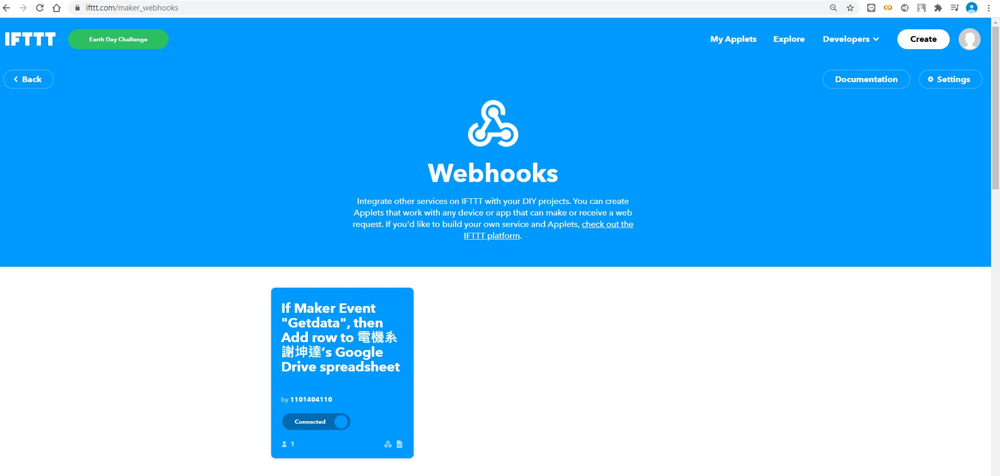 ifttt.com/maker_webhooks
IFTTT
Earth Day Challenge
My Applets
Explore
Developers
Create
Back
Documentation
Settings
Webhooks
Integrate other services on IFTTT with your DIY projects. You can create
Applets that work with any device or app that can make or receive a web
request. If you'd like to build your own service and Applets, check out the
IFTTT platform.
If Maker Event
"Getdata", then
Add row to 電機系
謝坤達’s Google
Drive spreadsheet
by 1101404110
Connected
1